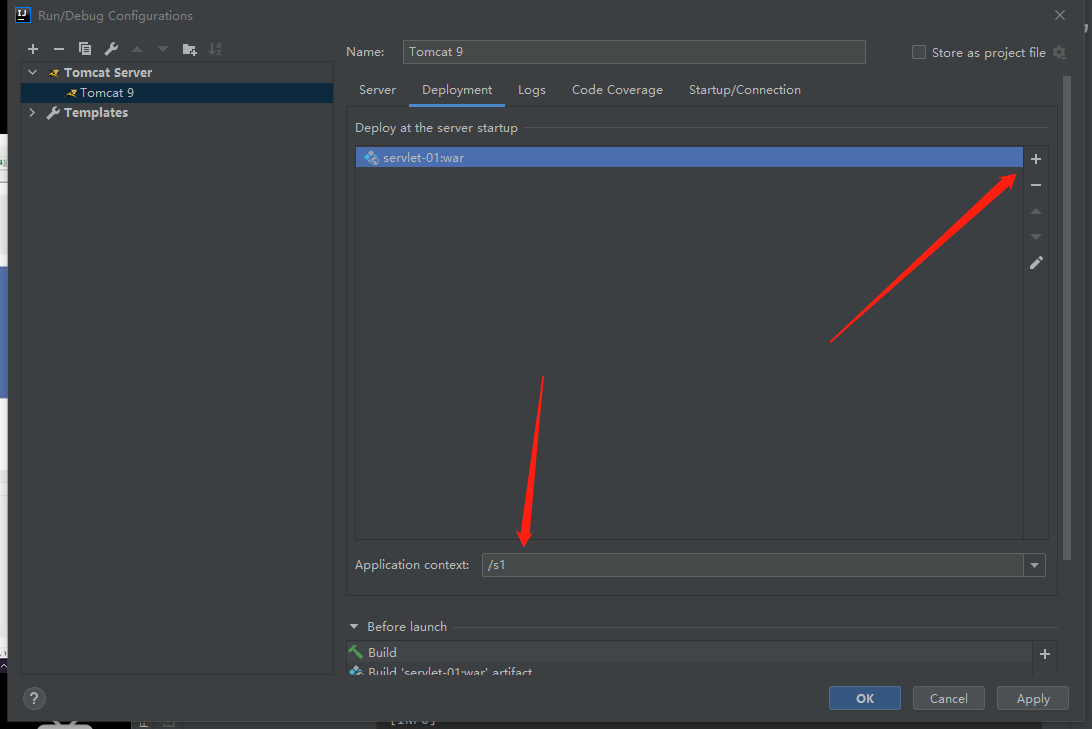 Run/Debug Configurations
Name: Tomcat 9 Store as project file
Tomcat Server
Tomcat 9
Templates
Server Deployment Logs Code Coverage Startup/Connection
Deploy at the server startup
servlet-01:war
Application context: /s1
Before launch
Build
Build 'servlet-01:war' artifact
? OK Cancel Apply
[INFO]